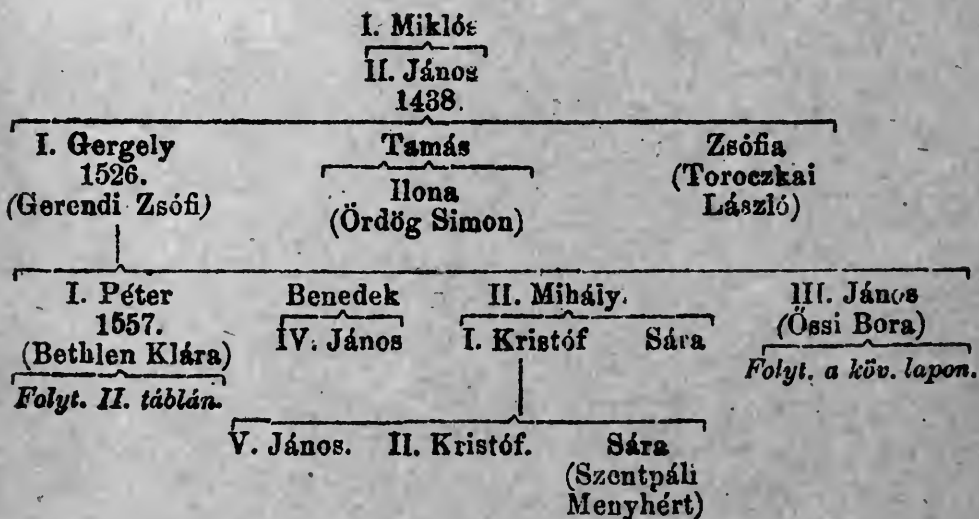 I. Miklós
II. János
1438.
I. Gergely Tamás Zsófia
1526. Ilona (Toroczkai
(Gerendi Zsófi) (Ördög Simon) László)
I. Péter Benedek II. Mihály. III. János
1557. IV. János I. Kristóf Sára (Őssi Bora)
(Bethlen Klára) Folyt. a köv. lapon.
Folyt. II. táblán.
V. János. II. Kristóf. Sára
(Szentpáli
Menyhért)